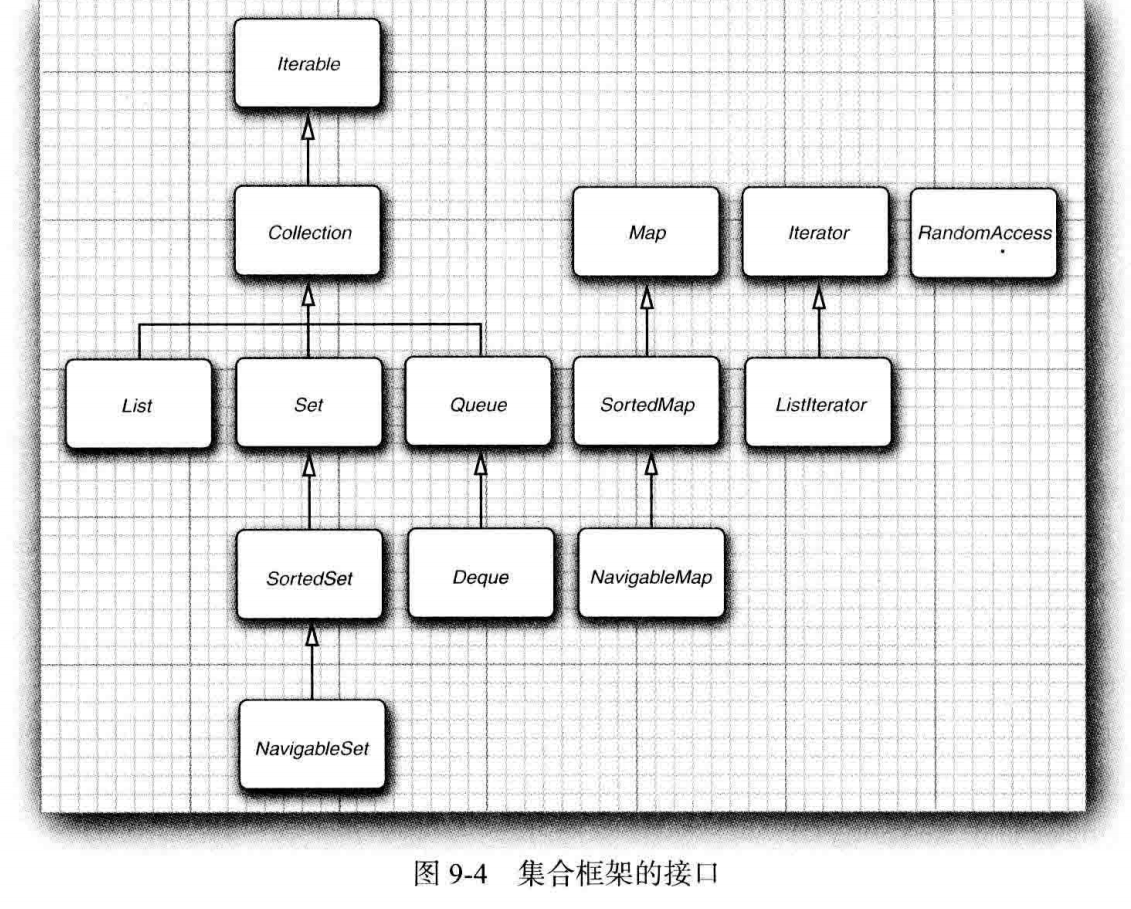 Iterable
Collection
Map
Iterator
RandomAccess
List
Set
Queue
SortedMap
ListIterator
SortedSet
Deque
NavigableMap
NavigableSet
图 9-4 集合框架的接口